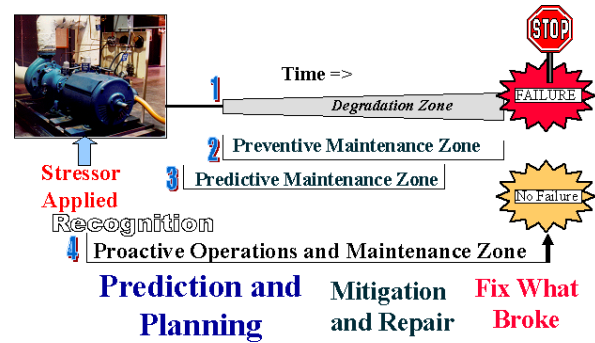 STOP
Time =>
1
Degradation Zone
FAILURE
2 Preventive Maintenance Zone
3 Predictive Maintenance Zone
Stressor
Applied
No Failure
Recognition
4 Proactive Operations and Maintenance Zone
Prediction and
Planning
Mitigation
and Repair
Fix What
Broke